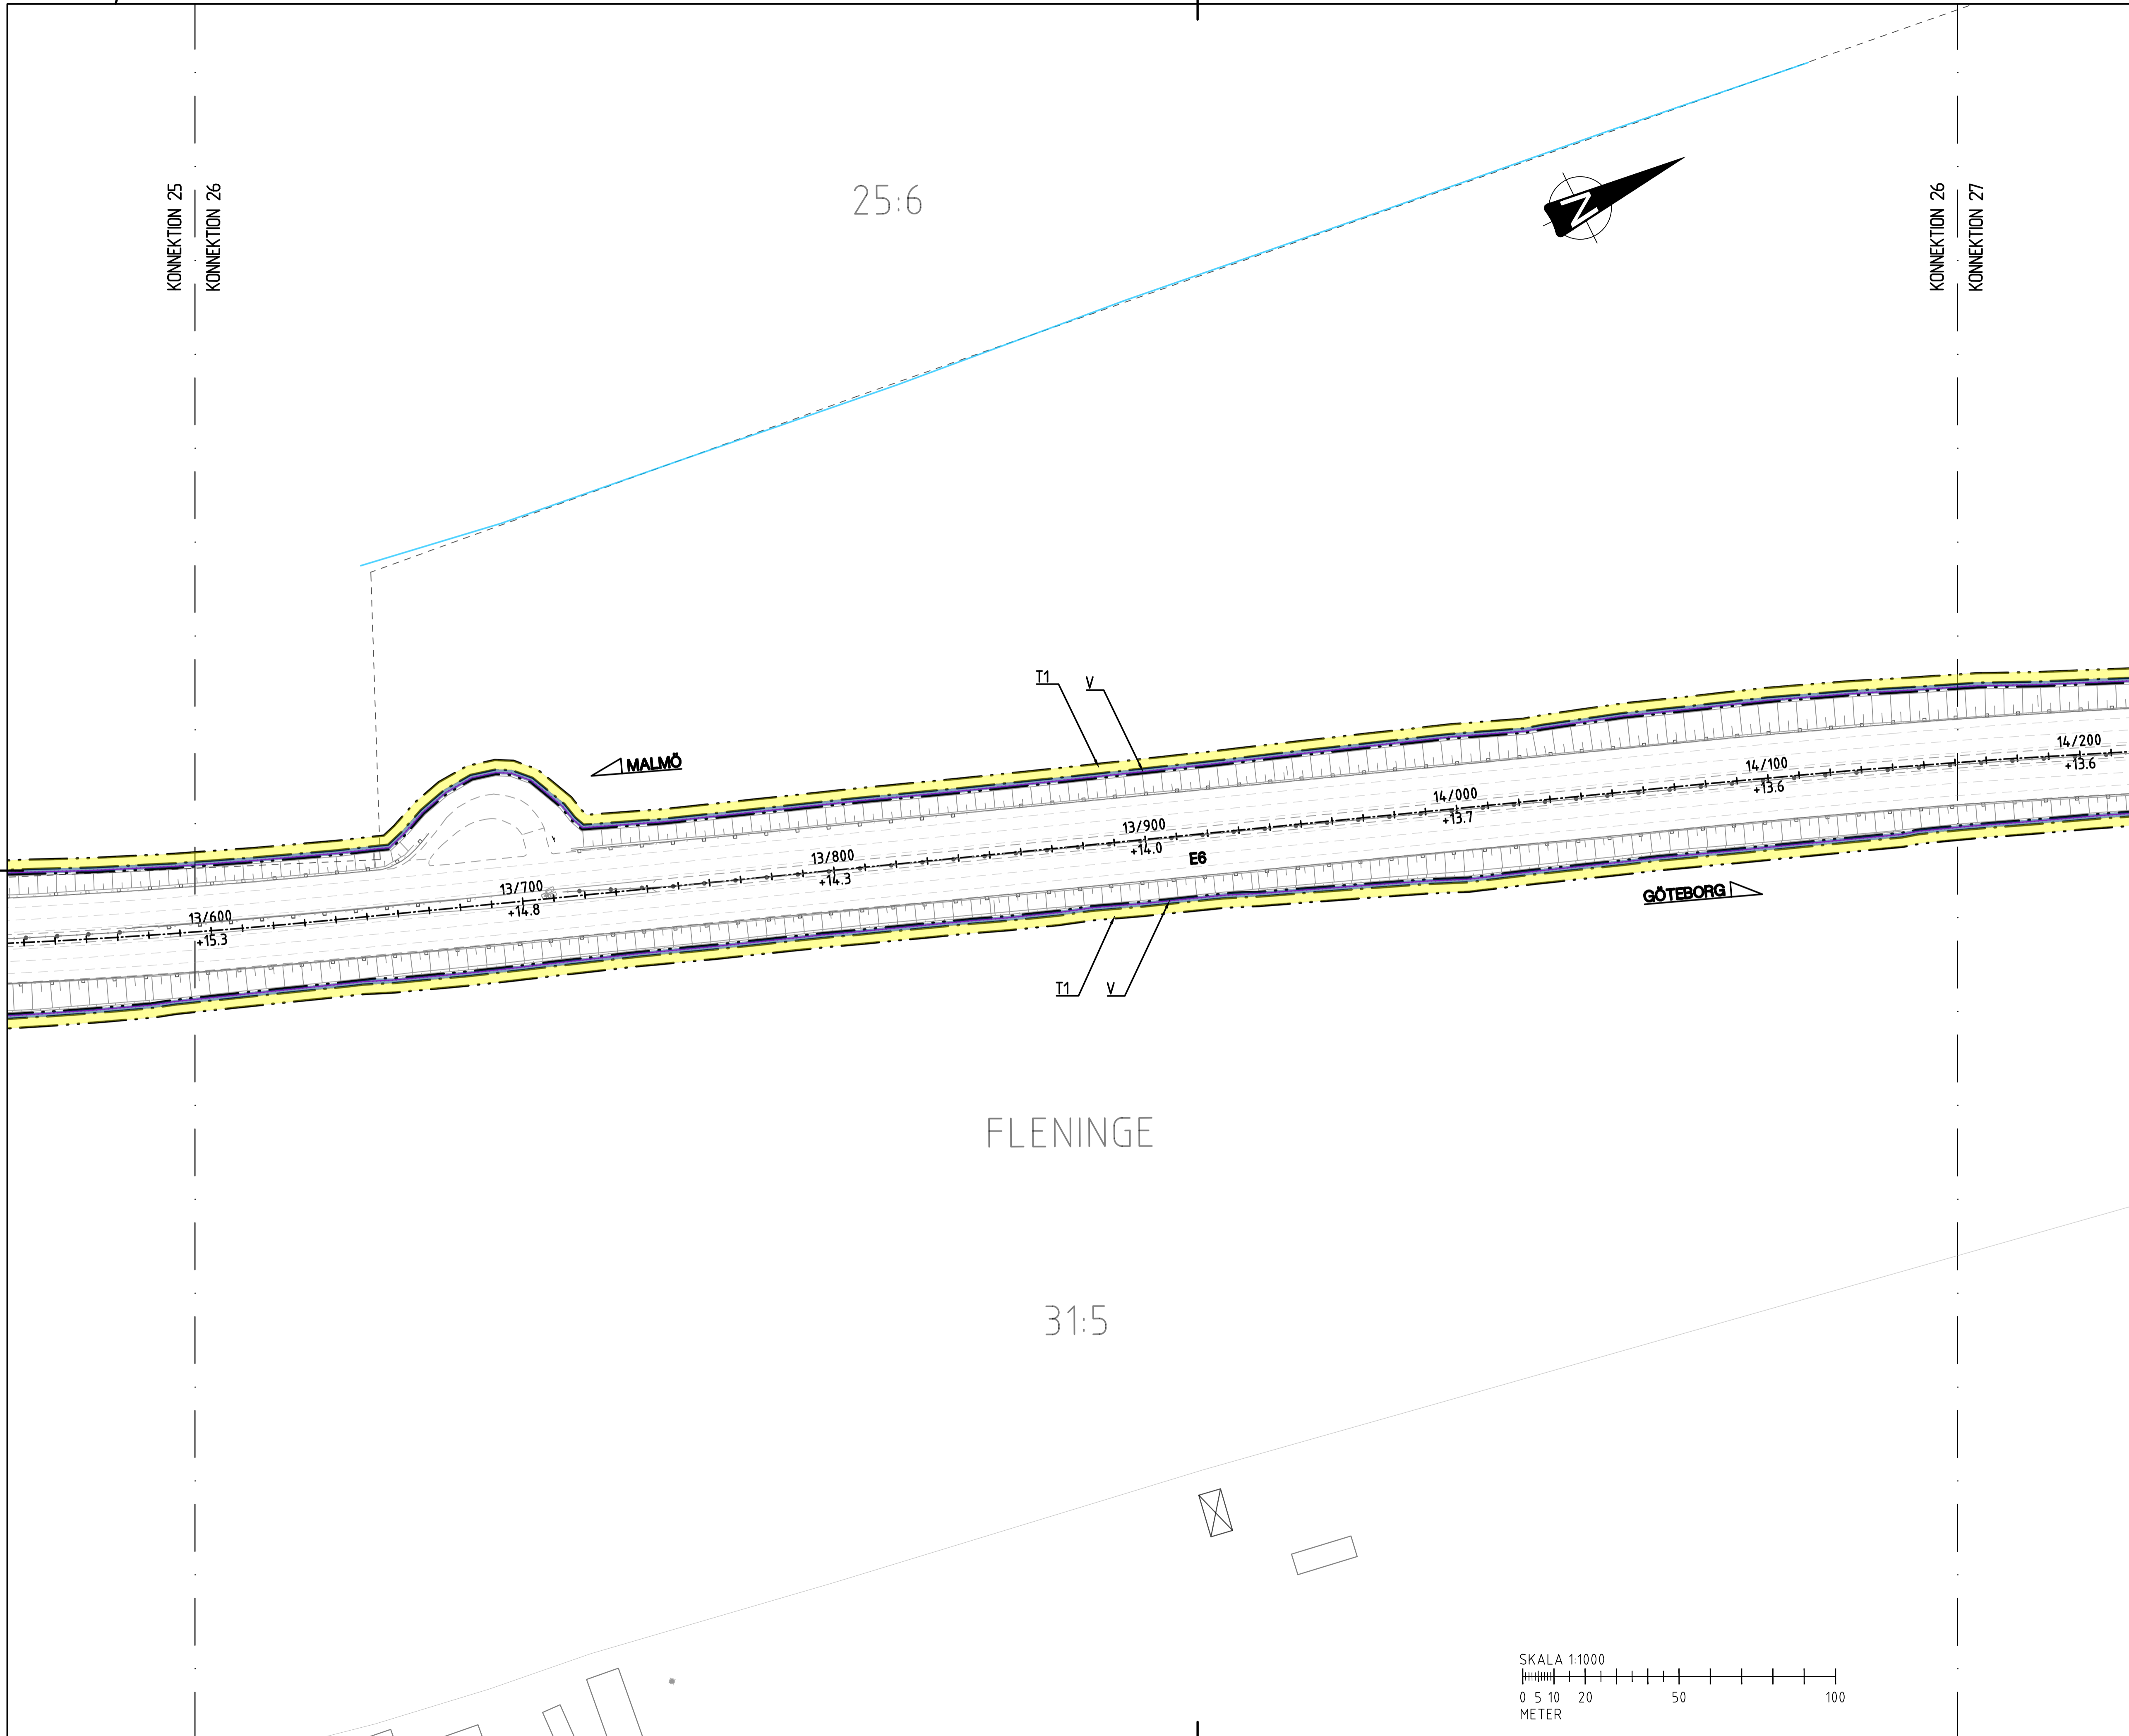 KONNEKTION 25
KONNEKTION 26
25:6
N
KONNEKTION 26
KONNEKTION 27
T1
V
MALMÖ
14/200
+13.6
14/100
+13.6
14/000
+13.7
13/900
+14.0
E6
13/800
+14.3
13/700
+14.8
13/600
+15.3
GÖTEBORG
T1
V
FLENINGE
31:5
SKALA 1:1000
0 5 10 20 50 100
METER